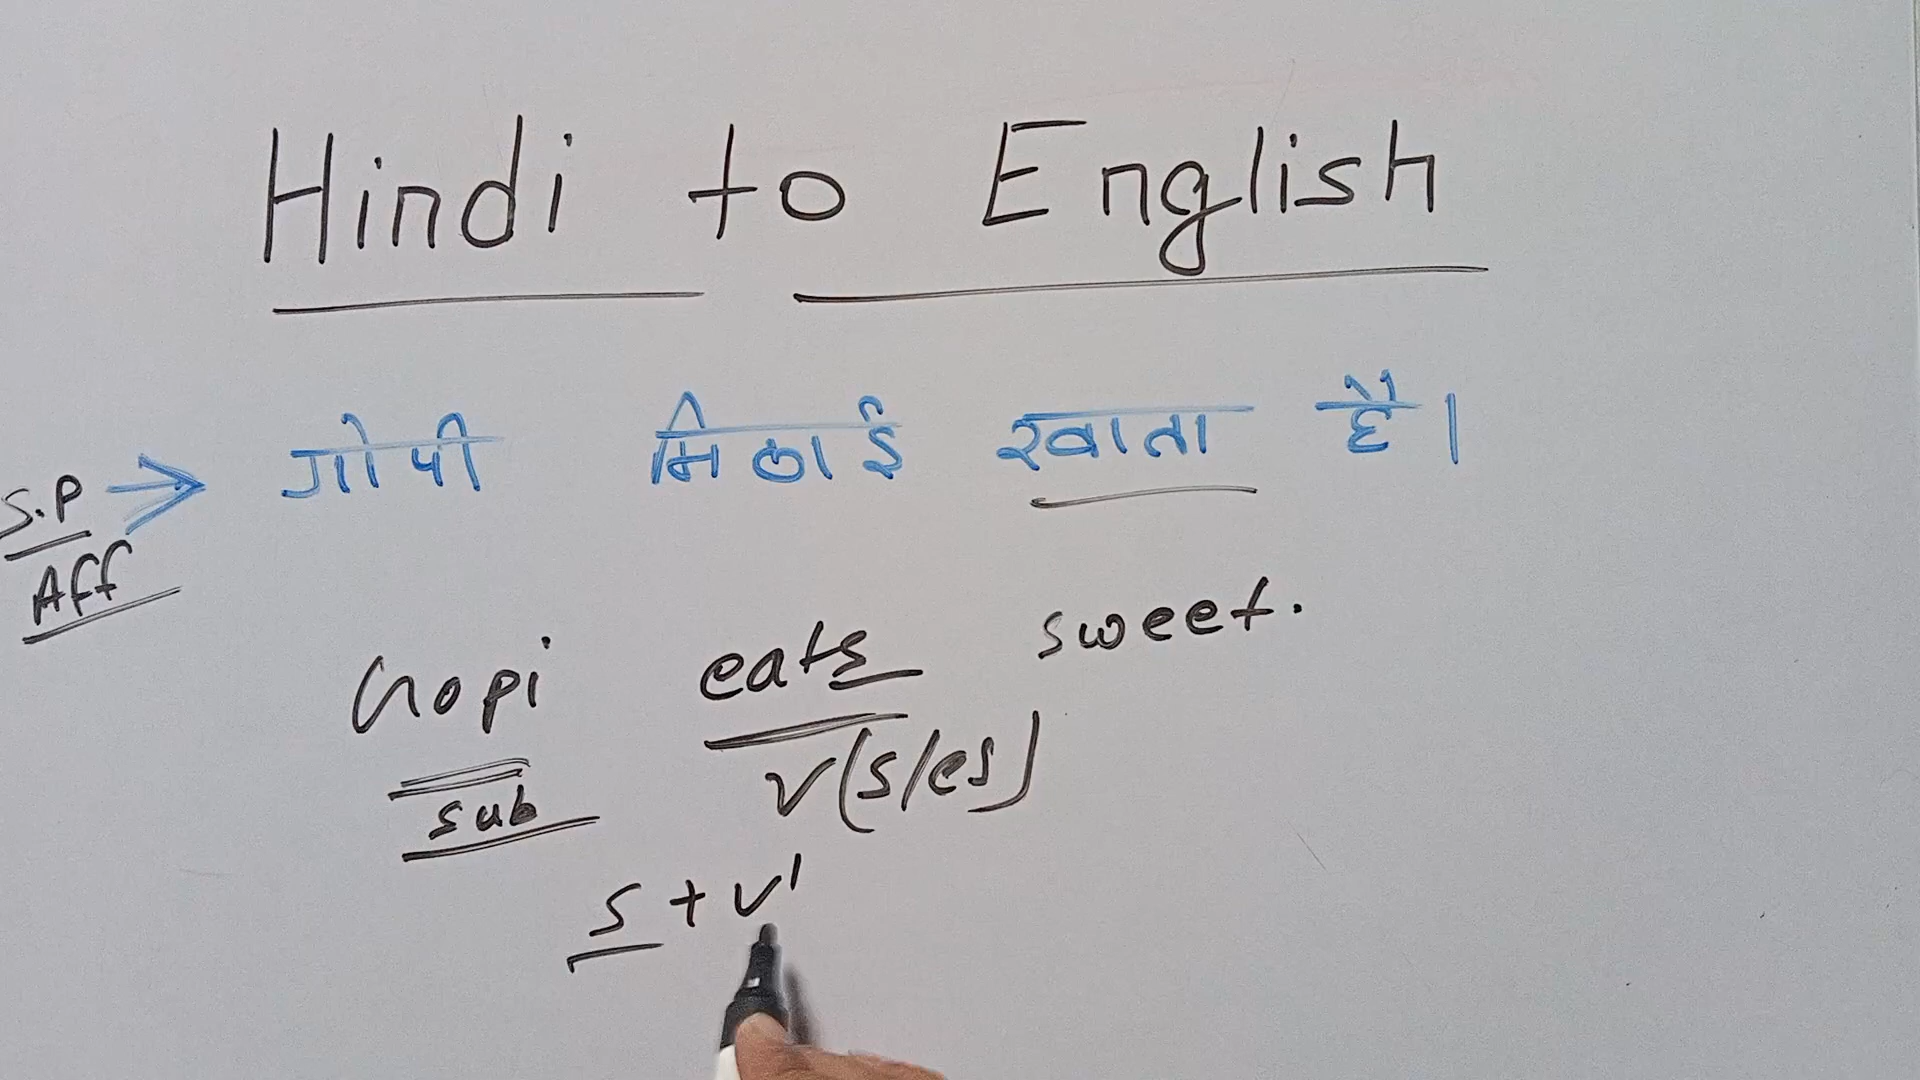 Hindi to English
S.P → गोपी मिठाई खाता है।
Aff
Gopi eats sweet.
sub v(s/es)
s + v'